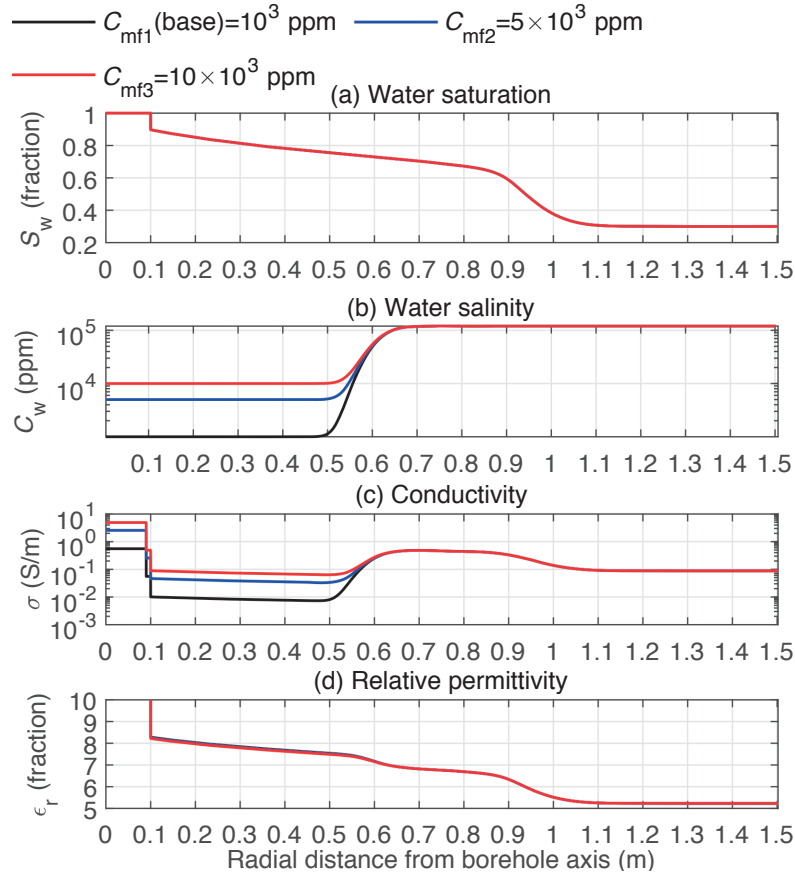 C_mf1(base)=10^3 ppm C_mf2=5×10^3 ppm
C_mf3=10×10^3 ppm
(a) Water saturation
S_w (fraction)
1
0.8
0.6
0.4
0.2
0 0.1 0.2 0.3 0.4 0.5 0.6 0.7 0.8 0.9 1 1.1 1.2 1.3 1.4 1.5
(b) Water salinity
C_w (ppm)
10^5
10^4
0.1 0.2 0.3 0.4 0.5 0.6 0.7 0.8 0.9 1 1.1 1.2 1.3 1.4 1.5
(c) Conductivity
σ (S/m)
10^1
10^0
10^-1
10^-2
10^-3
0 0.1 0.2 0.3 0.4 0.5 0.6 0.7 0.8 0.9 1 1.1 1.2 1.3 1.4 1.5
(d) Relative permittivity
ϵ_r (fraction)
10
9
8
7
6
5
0 0.1 0.2 0.3 0.4 0.5 0.6 0.7 0.8 0.9 1 1.1 1.2 1.3 1.4 1.5
Radial distance from borehole axis (m)